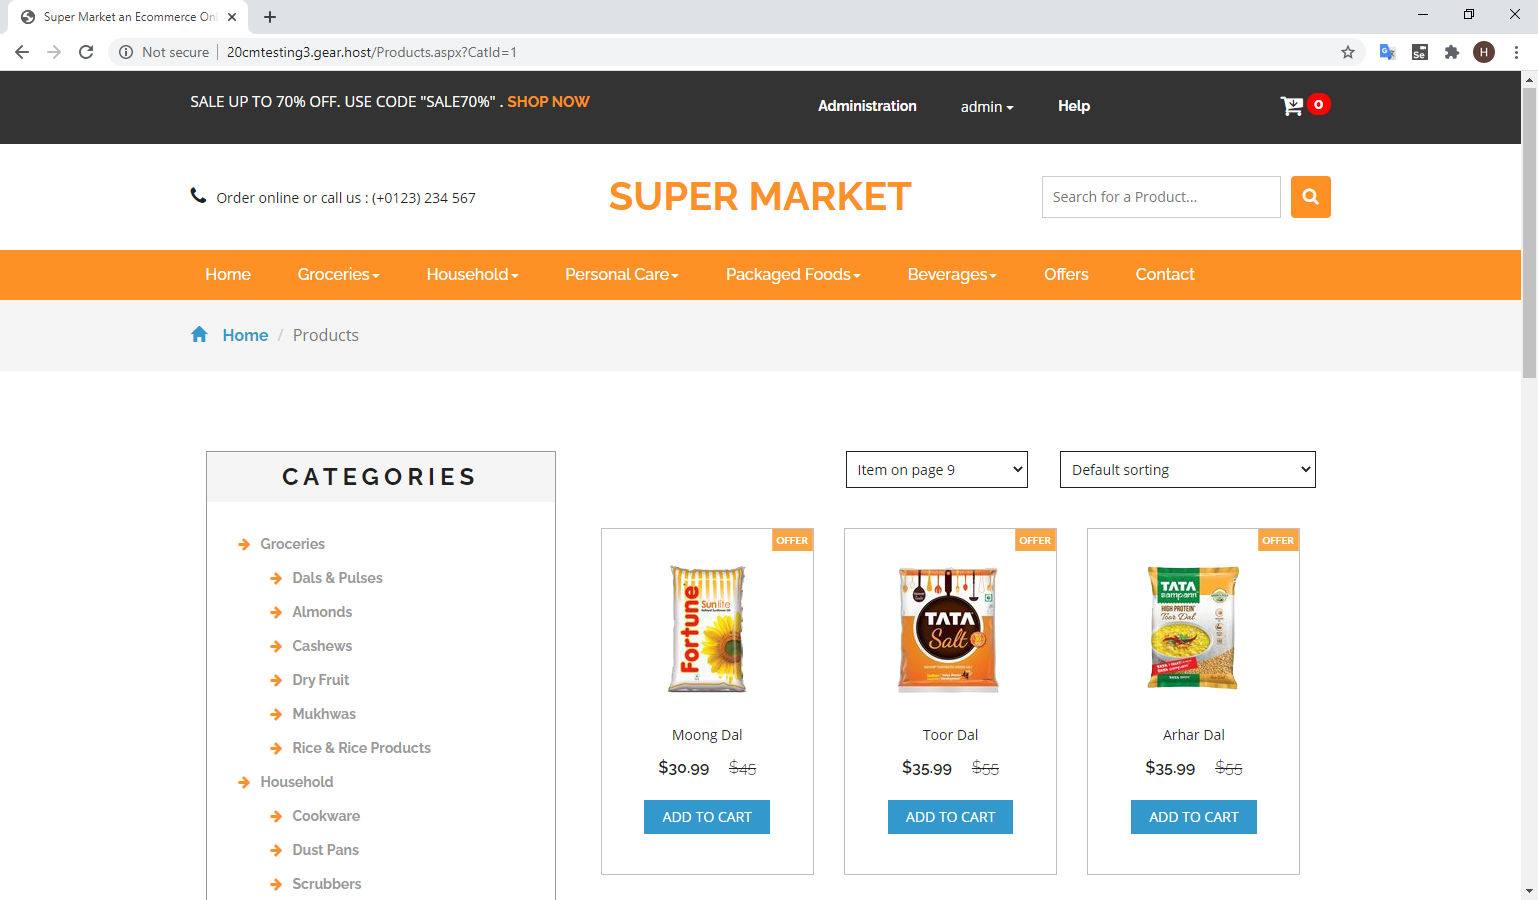 Super Market an Ecommerce Onl
Not secure
20cmtesting3.gear.host/Products.aspx?CatId=1
Se
H
SALE UP TO 70% OFF. USE CODE "SALE70%" . SHOP NOW
Administration
admin
Help
0
Order online or call us : (+0123) 234 567
SUPER MARKET
Search for a Product...
Home
Groceries
Household
Personal Care
Packaged Foods
Beverages
Offers
Contact
Home / Products
CATEGORIES
Item on page 9
Default sorting
Groceries
Dals & Pulses
Almonds
Cashews
Dry Fruit
Mukhwas
Rice & Rice Products
Household
Cookware
Dust Pans
Scrubbers
OFFER
Fortune
Sunlite
Moong Dal
$30.99 $45
ADD TO CART
OFFER
TATA
Salt
Toor Dal
$35.99 $55
ADD TO CART
OFFER
TATA
sampann
HIGH PROTEIN
Toor Dal
Arhar Dal
$35.99 $55
ADD TO CART